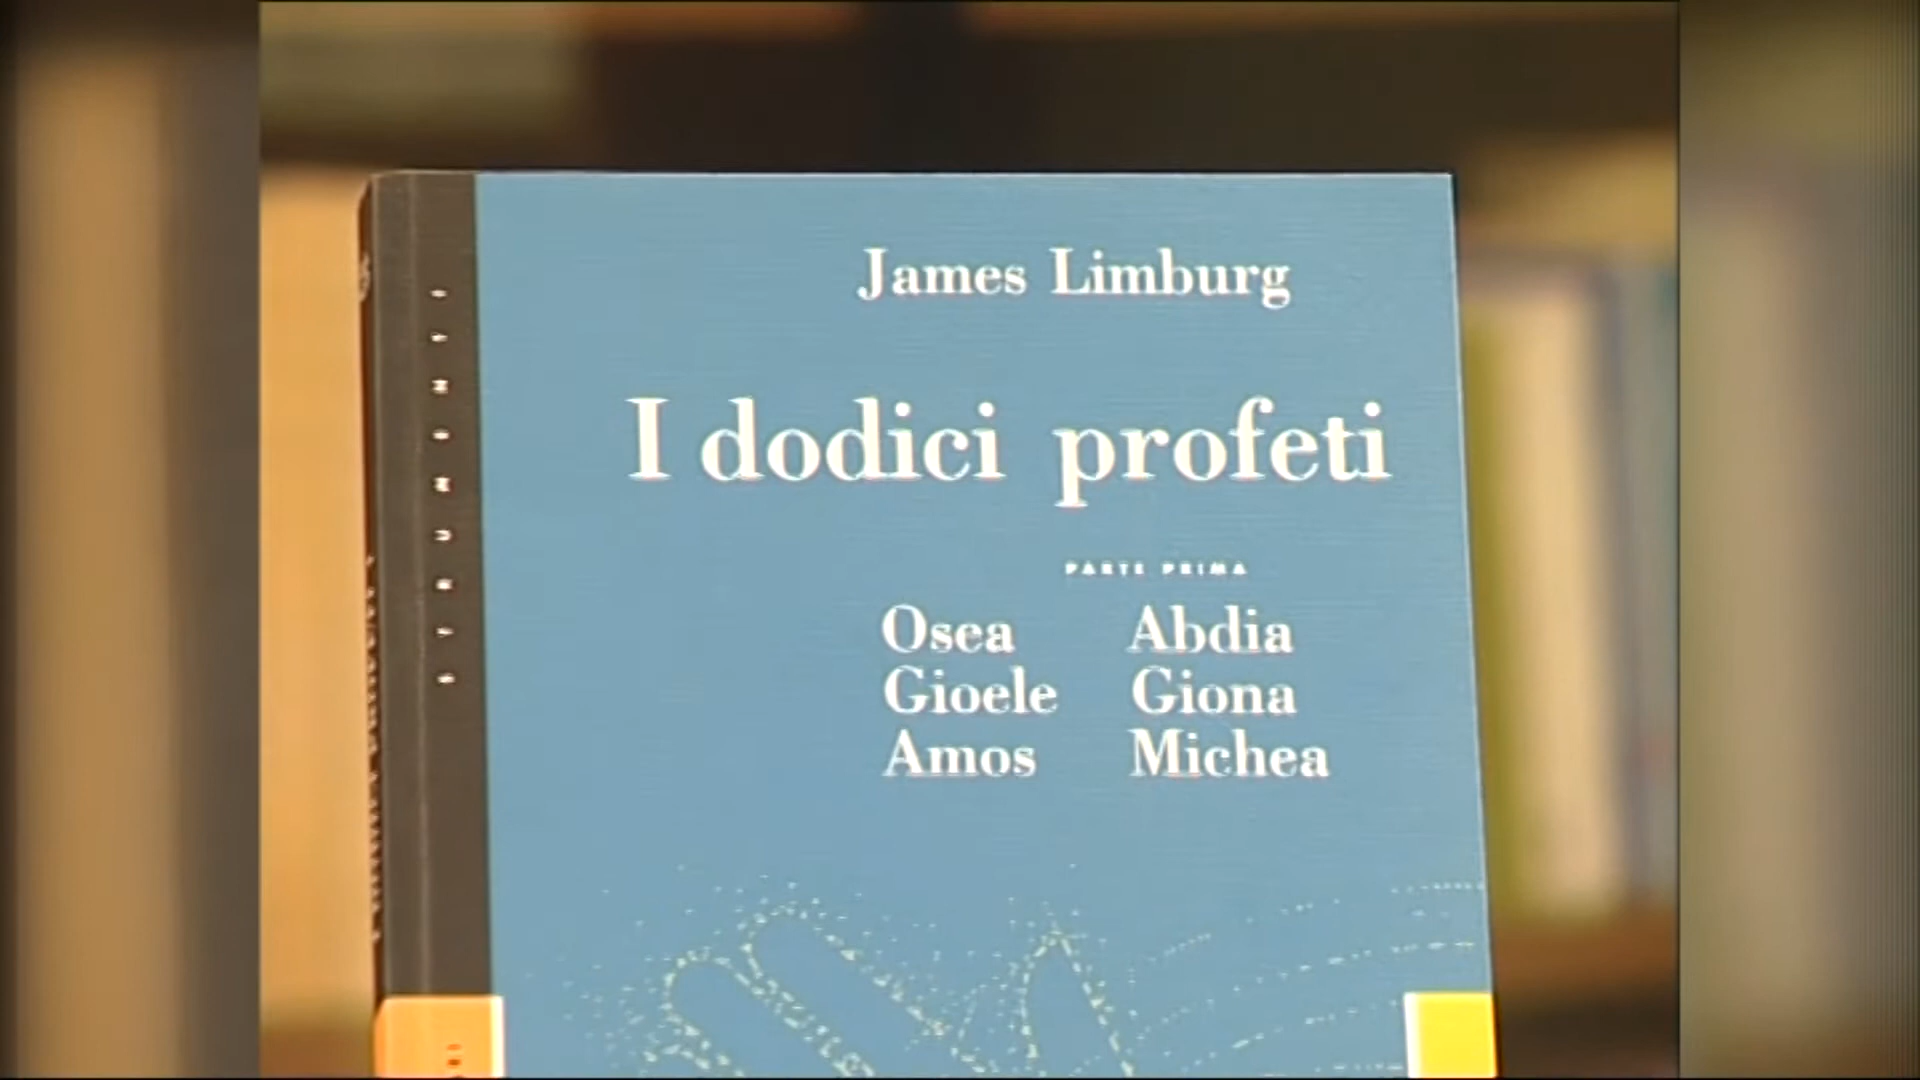 James Limburg
I dodici profeti
PARTE PRIMA
Osea Abdia
Gioele Giona
Amos Michea